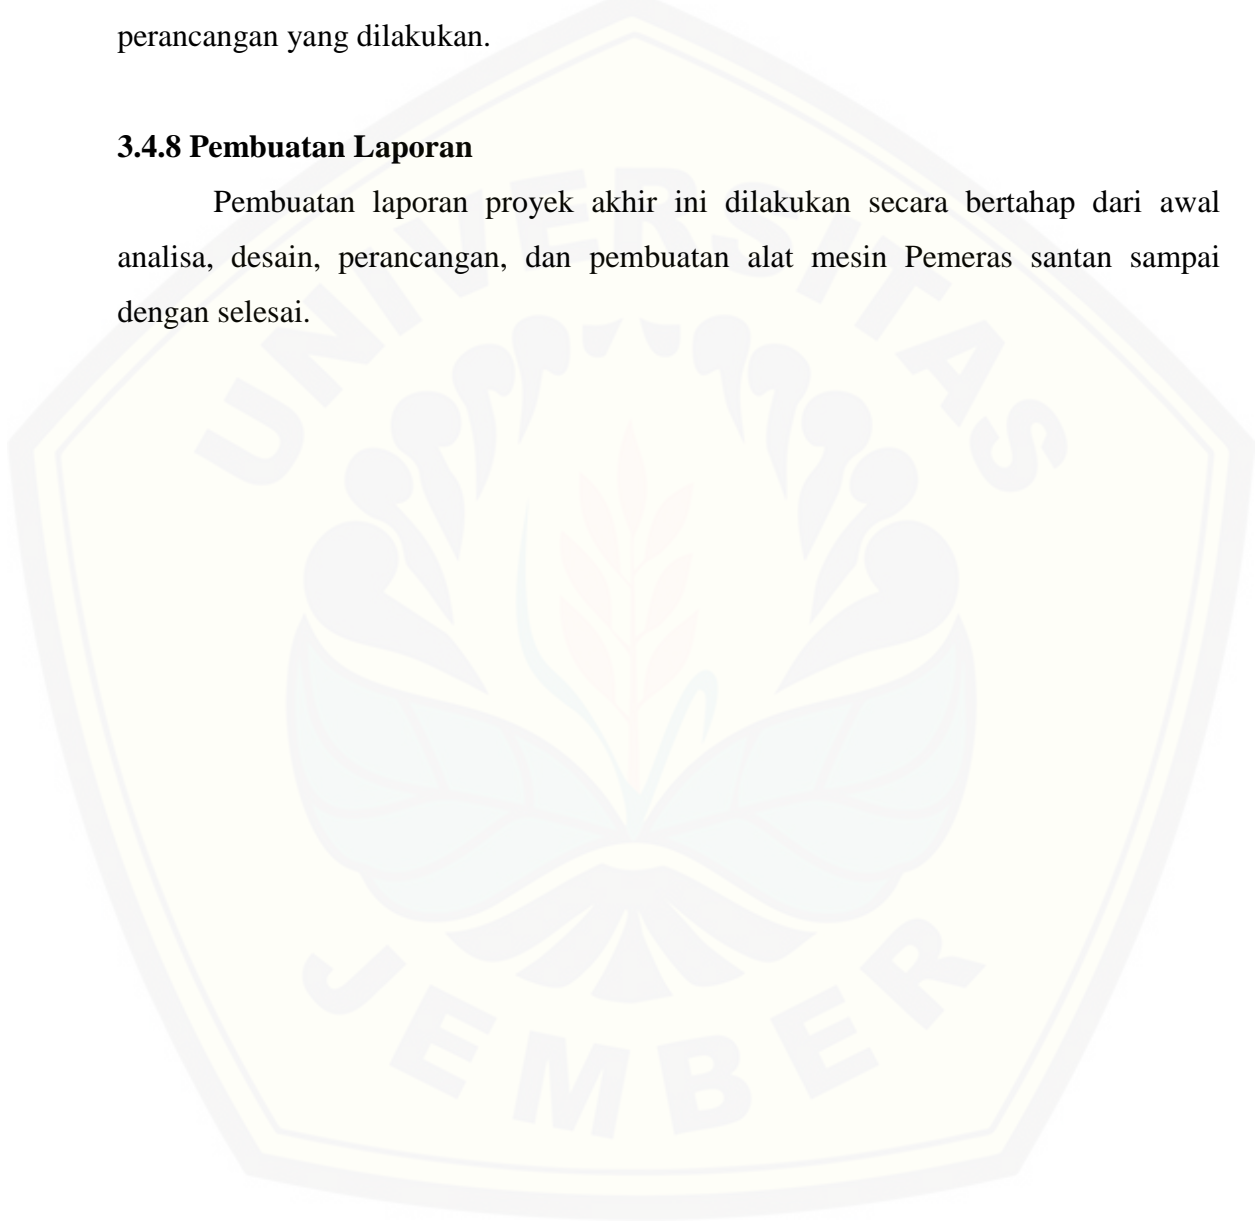 perancangan yang dilakukan.
3.4.8 Pembuatan Laporan
Pembuatan laporan proyek akhir ini dilakukan secara bertahap dari awal
analisa, desain, perancangan, dan pembuatan alat mesin Pemeras santan sampai
dengan selesai.
UNIVERSITAS
JEMBER